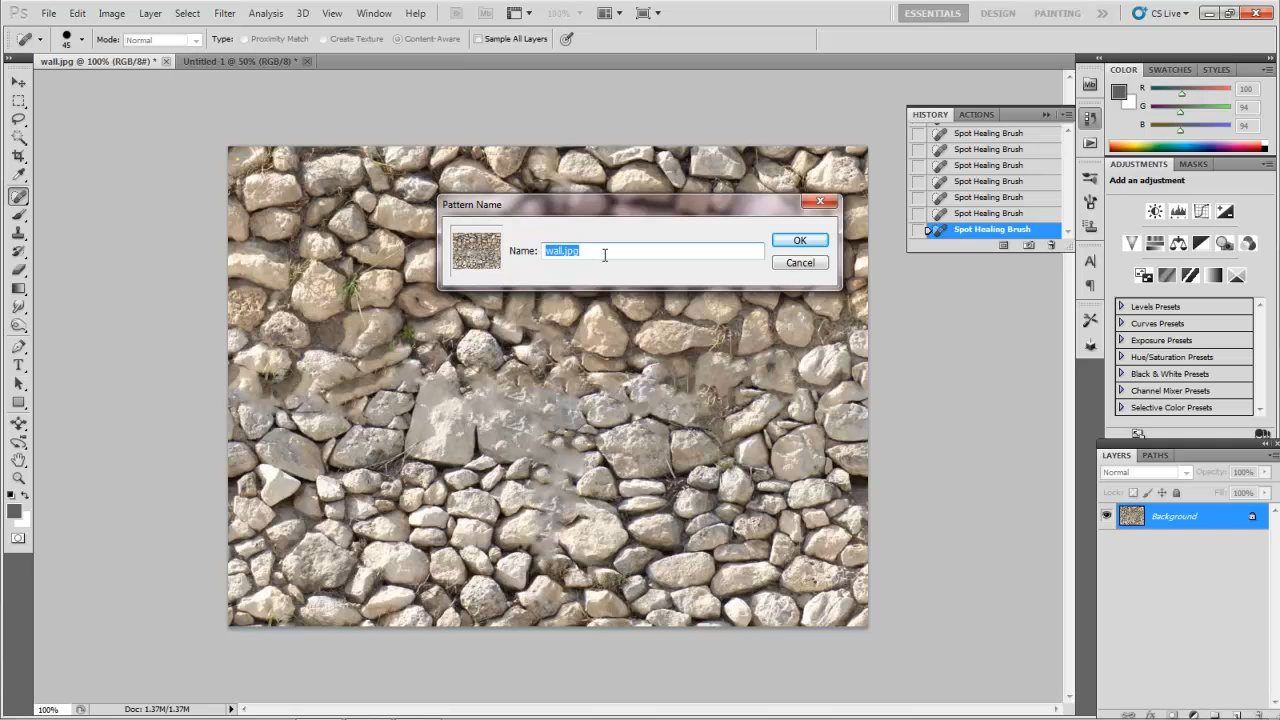 Ps File Edit Image Layer Select Filter Analysis 3D View Window Help Br Mb 100% ESSENTIALS DESIGN PAINTING CS Live
45 Mode: Normal Type: Proximity Match Create Texture Content-Aware Sample All Layers
wall.jpg @ 100% (RGB/8#) * Untitled-1 @ 50% (RGB/8) *
COLOR SWATCHES STYLES
R 100
G 94
B 94
HISTORY ACTIONS
Spot Healing Brush
Spot Healing Brush
Spot Healing Brush
Spot Healing Brush
Spot Healing Brush
Spot Healing Brush
Spot Healing Brush
Pattern Name
Name: wall.jpg
OK
Cancel
ADJUSTMENTS MASKS
Add an adjustment
Levels Presets
Curves Presets
Exposure Presets
Hue/Saturation Presets
Black & White Presets
Channel Mixer Presets
Selective Color Presets
LAYERS PATHS
Normal Opacity: 100%
Lock: Fill: 100%
Background
100% Doc: 1.37M/1.37M